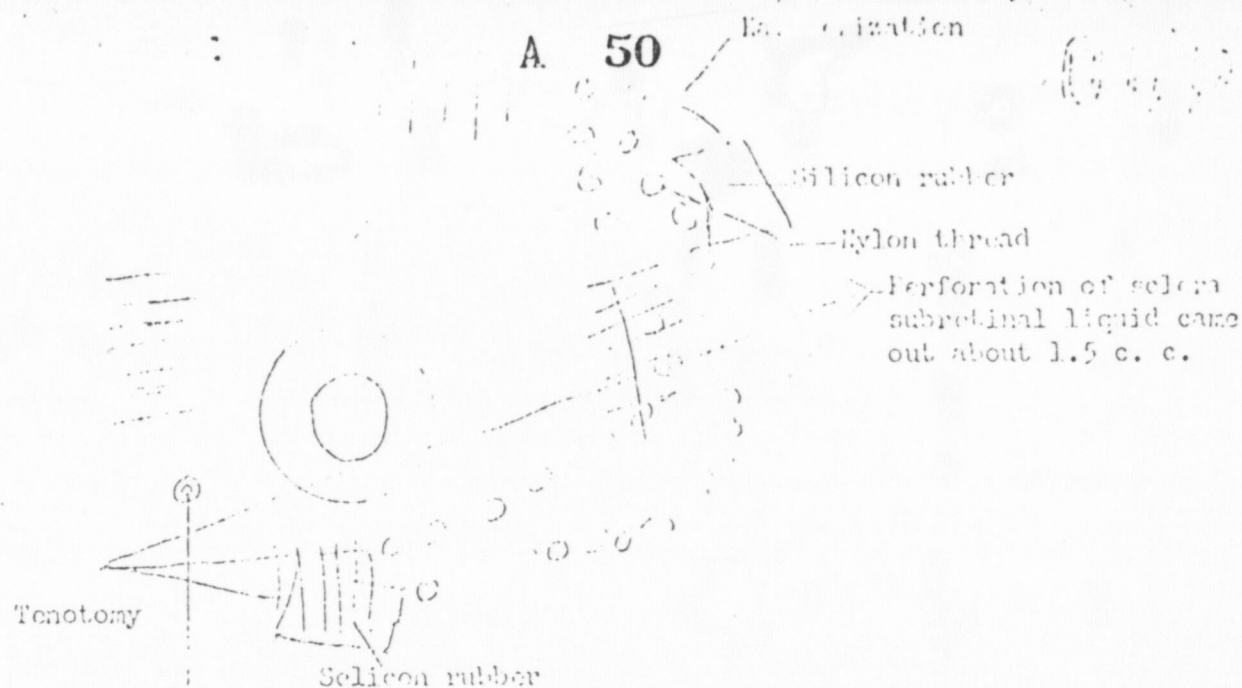 A 50
Silicon rubber
Nylon thread
Perforation of sclera
subretinal liquid came
out about 1.5 c. c.
Tenotomy
Selicon rubber